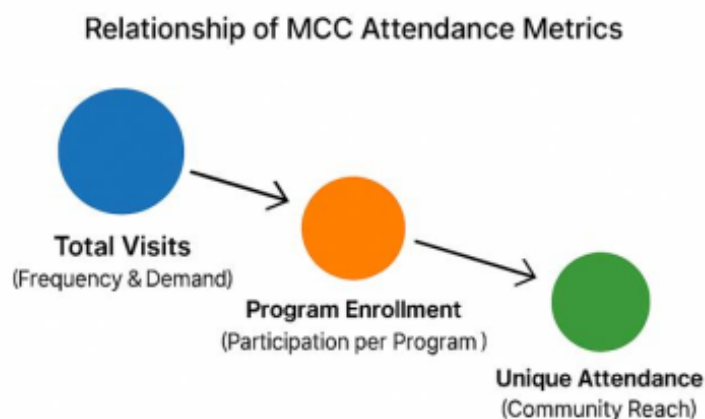 Relationship of MCC Attendance Metrics
Total Visits
(Frequency & Demand)
Program Enrollment
(Participation per Program )
Unique Attendance
(Community Reach)